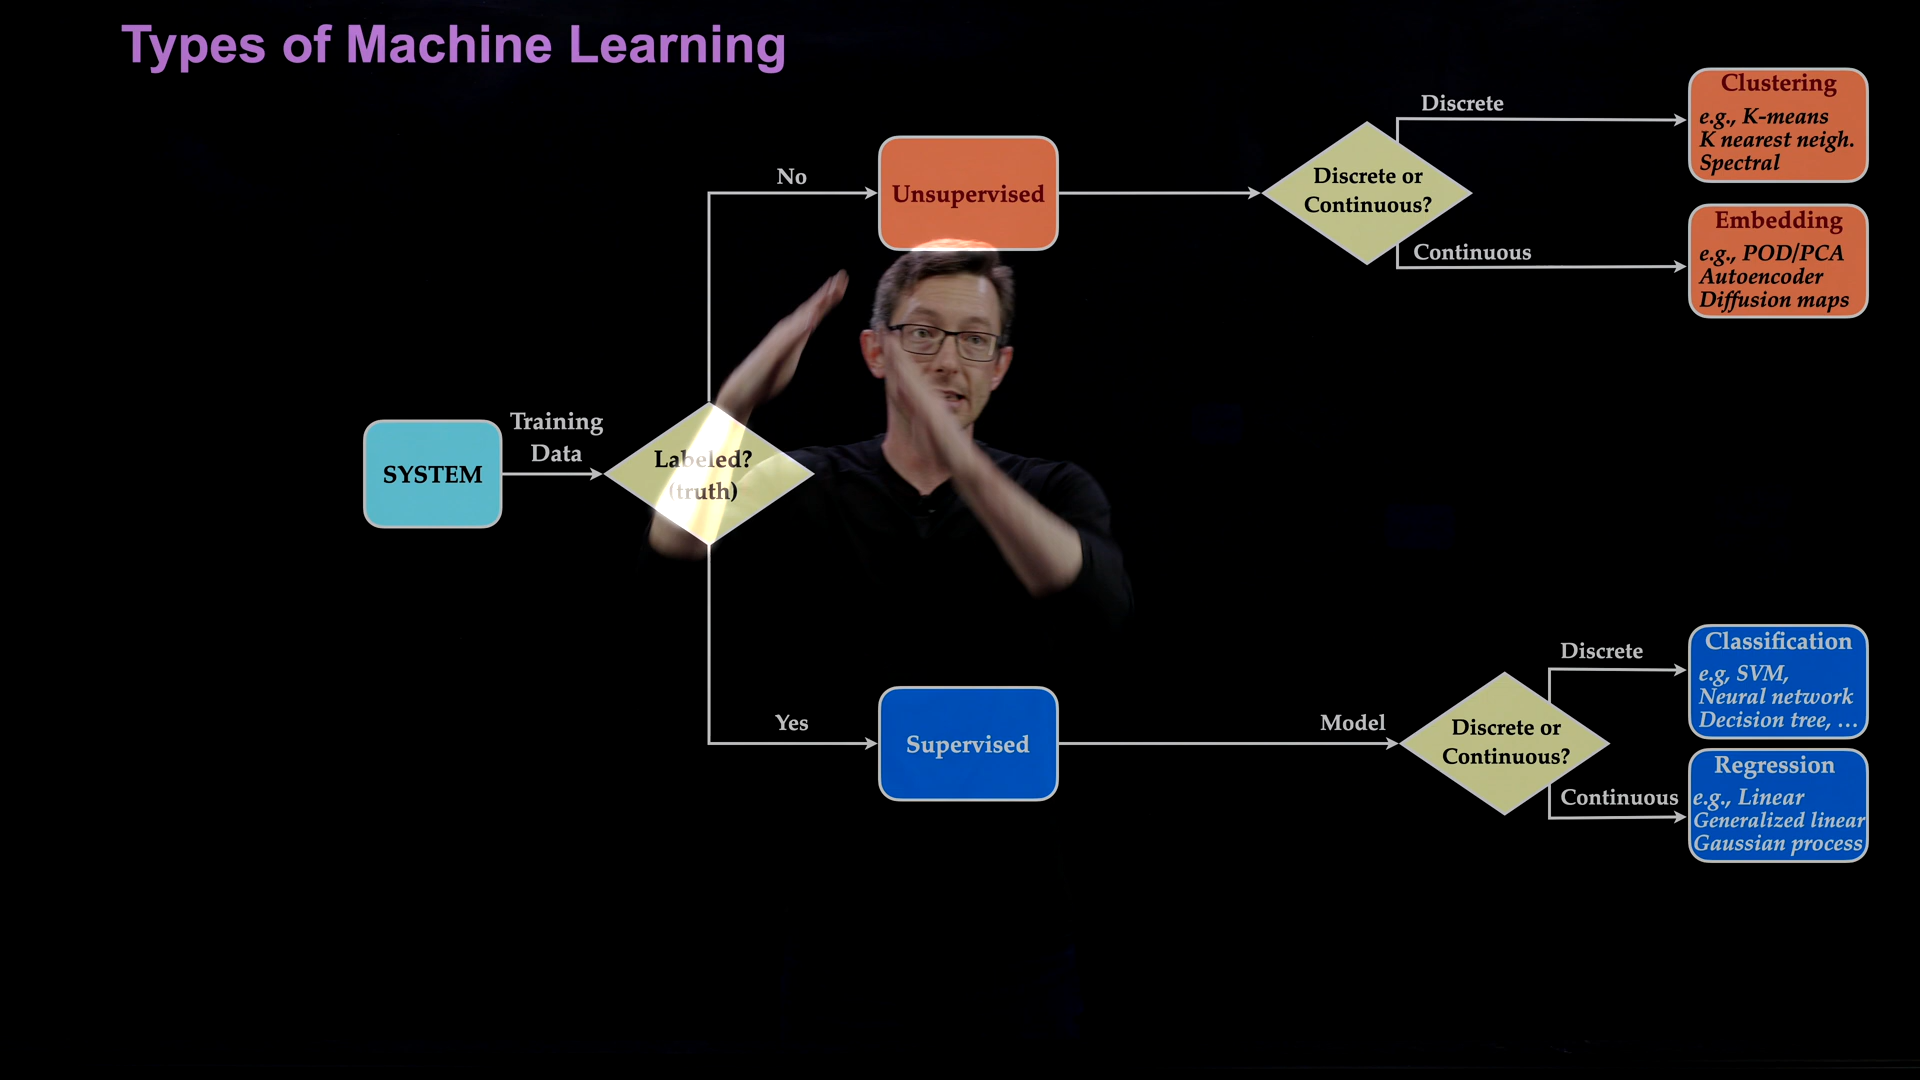 Types of Machine Learning
Discrete
Clustering
e.g., K-means
K nearest neigh.
Spectral
No
Unsupervised
Discrete or
Continuous?
Continuous
Embedding
e.g., POD/PCA
Autoencoder
Diffusion maps
SYSTEM
Training
Data
Labeled?
(truth)
Yes
Supervised
Model
Discrete or
Continuous?
Discrete
Classification
e.g, SVM,
Neural network
Decision tree, ...
Continuous
Regression
e.g., Linear
Generalized linear
Gaussian process